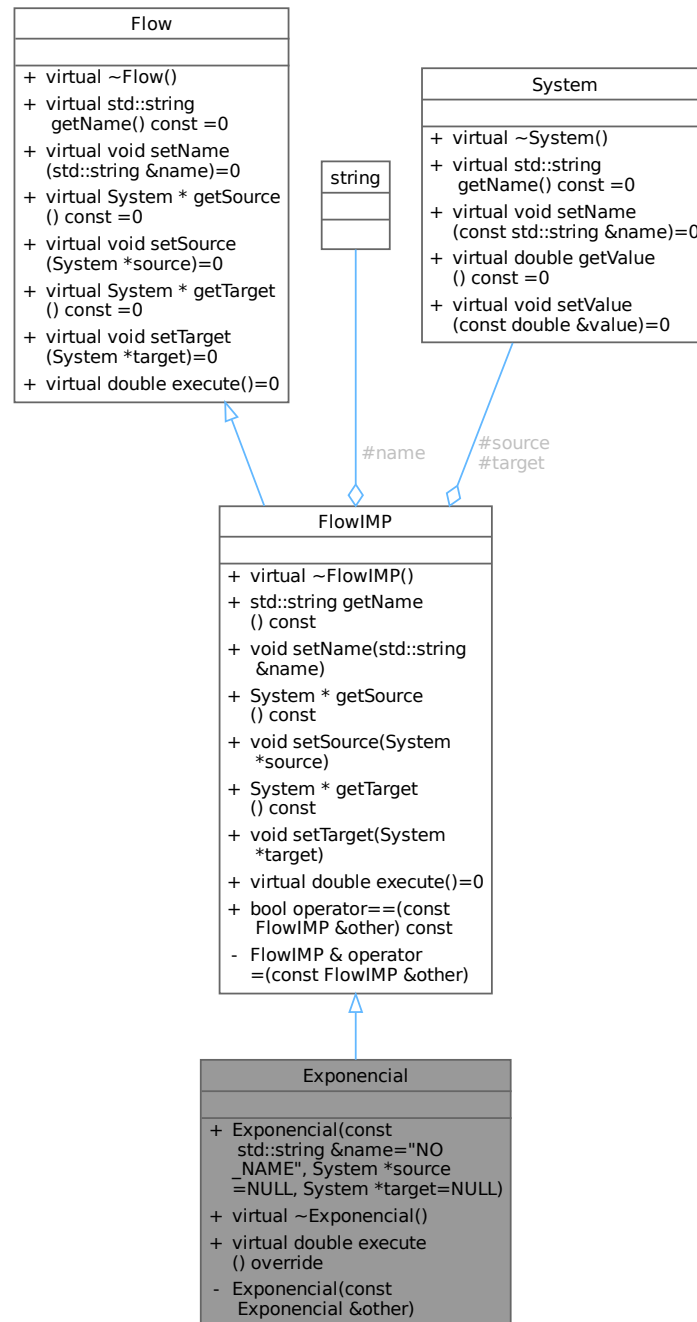 Flow
+ virtual ~Flow()
+ virtual std::string
getName() const =0
+ virtual void setName
(std::string &name)=0
+ virtual System * getSource
() const =0
+ virtual void setSource
(System *source)=0
+ virtual System * getTarget
() const =0
+ virtual void setTarget
(System *target)=0
+ virtual double execute()=0
string
System
+ virtual ~System()
+ virtual std::string
getName() const =0
+ virtual void setName
(const std::string &name)=0
+ virtual double getValue
() const =0
+ virtual void setValue
(const double &value)=0
#name
#source
#target
FlowIMP
+ virtual ~FlowIMP()
+ std::string getName
() const
+ void setName(std::string
&name)
+ System * getSource
() const
+ void setSource(System
*source)
+ System * getTarget
() const
+ void setTarget(System
*target)
+ virtual double execute()=0
+ bool operator==(const
FlowIMP &other) const
- FlowIMP & operator
=(const FlowIMP &other)
Exponencial
+ Exponencial(const
std::string &name="NO
_NAME", System *source
=NULL, System *target=NULL)
+ virtual ~Exponencial()
+ virtual double execute
() override
- Exponencial(const
Exponencial &other)